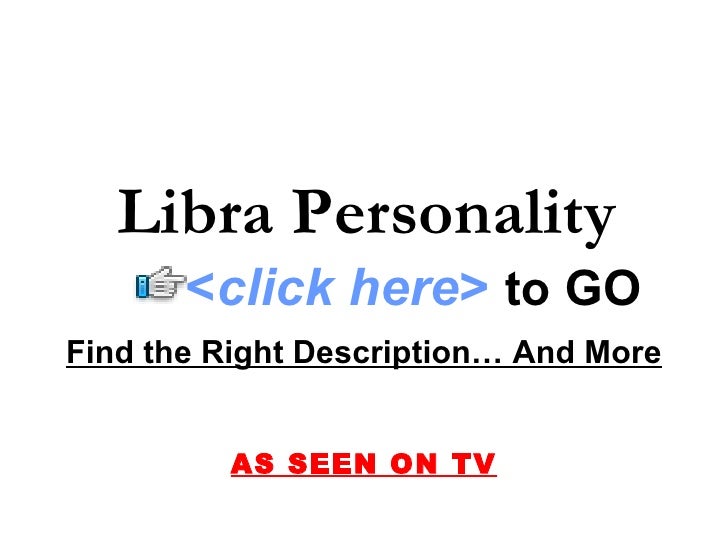 Libra Personality
<click here> to GO
Find the Right Description… And More
AS SEEN ON TV